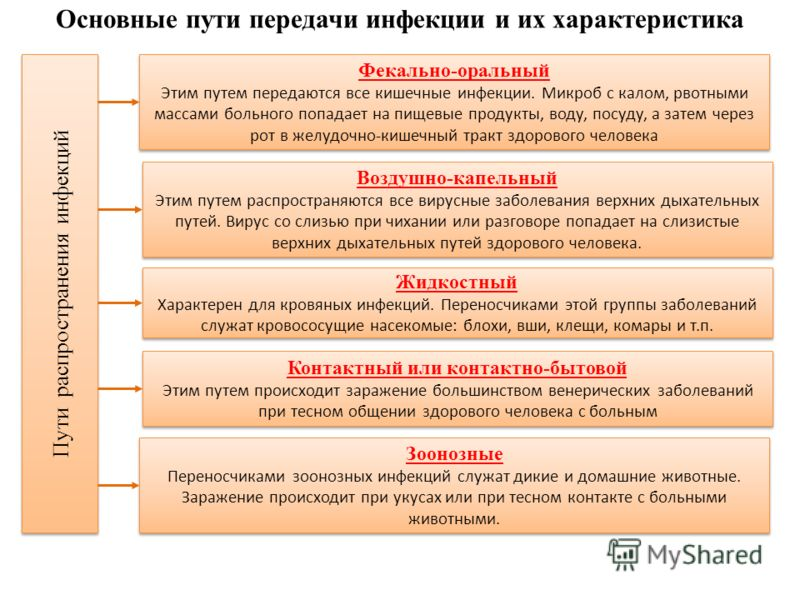 Основные пути передачи инфекции и их характеристика
Пути распространения инфекций
Фекально-оральный
Этим путем передаются все кишечные инфекции. Микроб с калом, рвотными
массами больного попадает на пищевые продукты, воду, посуду, а затем через
рот в желудочно-кишечный тракт здорового человека
Воздушно-капельный
Этим путем распространяются все вирусные заболевания верхних дыхательных
путей. Вирус со слизью при чихании или разговоре попадает на слизистые
верхних дыхательных путей здорового человека.
Жидкостный
Характерен для кровяных инфекций. Переносчиками этой группы заболеваний
служат кровососущие насекомые: блохи, вши, клещи, комары и т.п.
Контактный или контактно-бытовой
Этим путем происходит заражение большинством венерических заболеваний
при тесном общении здорового человека с больным
Зоонозные
Переносчиками зоонозных инфекций служат дикие и домашние животные.
Заражение происходит при укусах или при тесном контакте с больными
животными.
MyShared